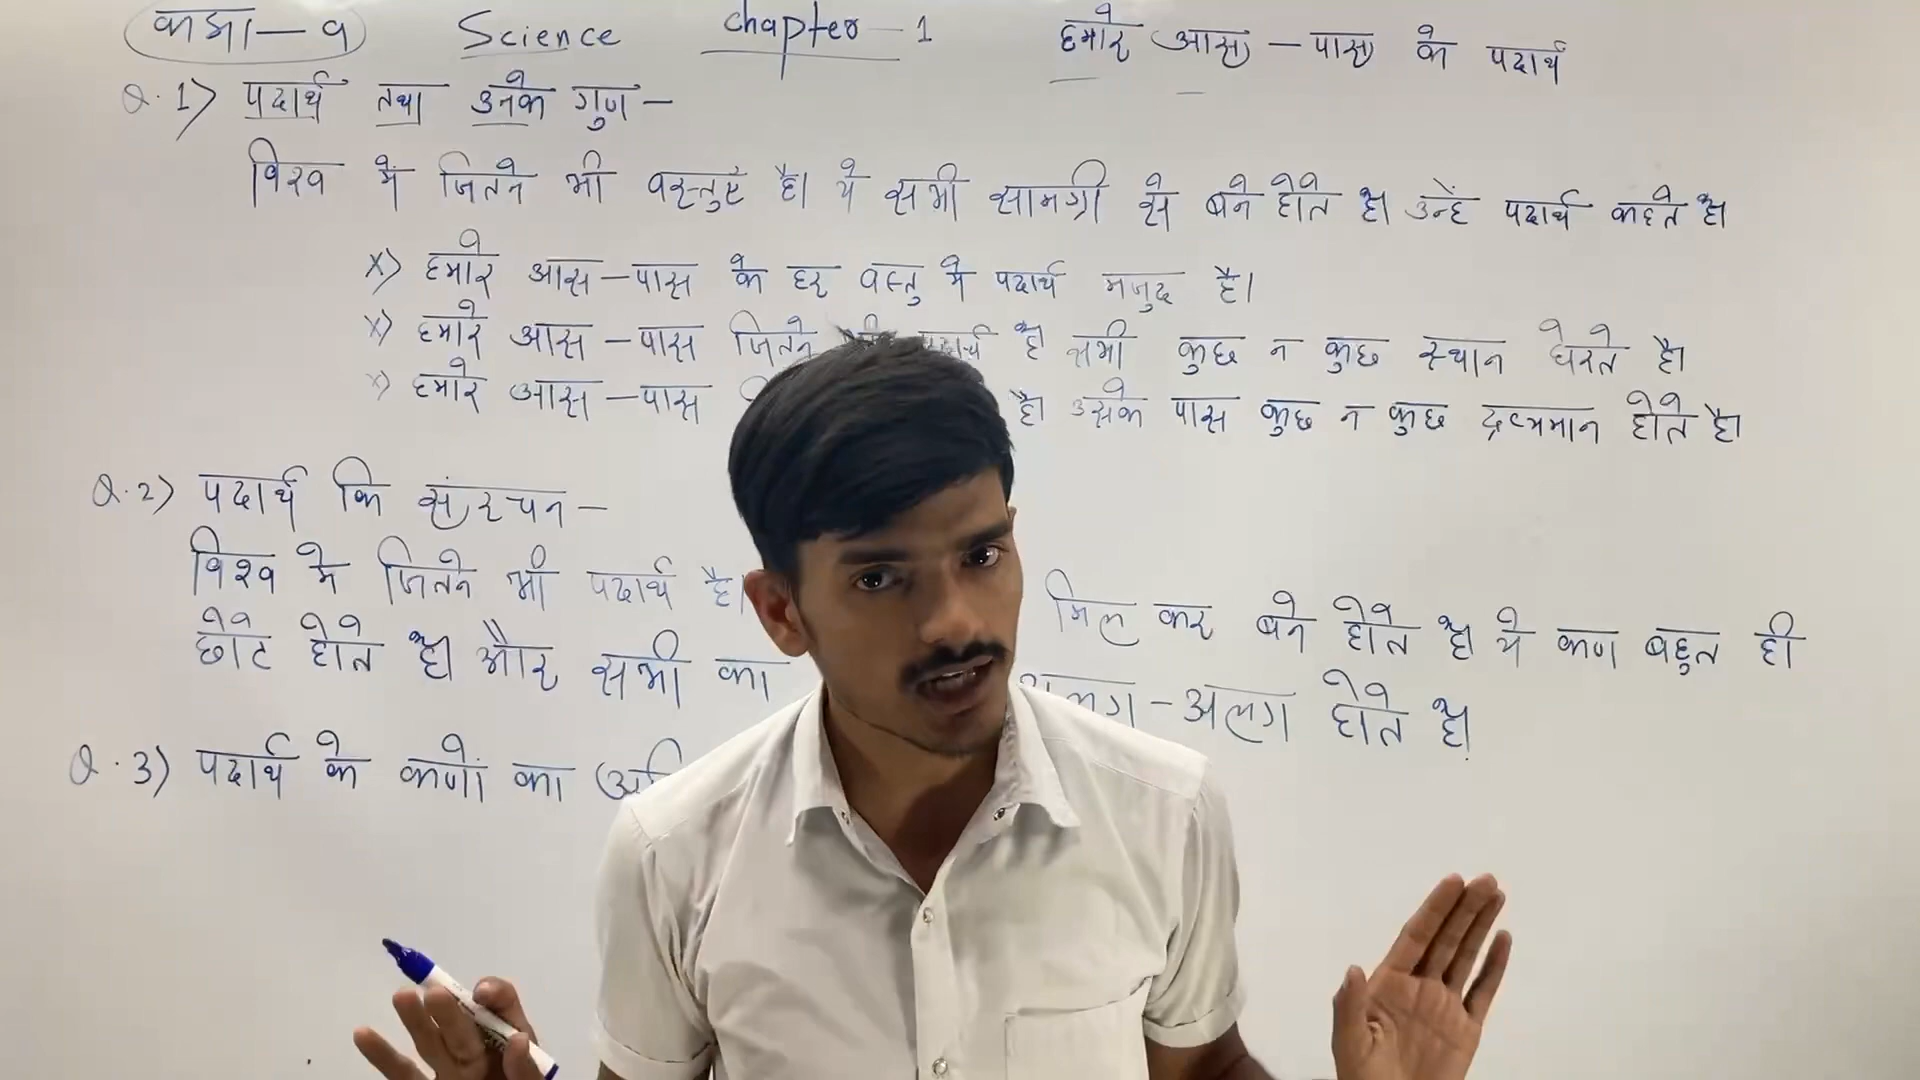 कक्षा — 9 Science Chapter - 1 हमारे आस - पास के पदार्थ
Q.1) पदार्थ तथा उनके गुण —
विश्व में जितने भी वस्तुएं है। ये सभी सामग्री से बने होते है। उन्हें पदार्थ कहते है
x) हमारे आस - पास के हर वस्तु मे पदार्थ मजुद है।
x) हमारे आस - पास जितने भी पदार्थ है सभी कुछ न कुछ स्थान घेरते है।
x) हमारे आस - पास है। उसके पास कुछ न कुछ द्रव्यमान होते है।
Q.2) पदार्थ कि संरचन —
विश्व मे जितने भी पदार्थ है। मिल कर बने होते है। ये कण बहुत ही
छोटे होते है। और सभी का अलग - अलग होते है।
Q.3) पदार्थ के कणों का